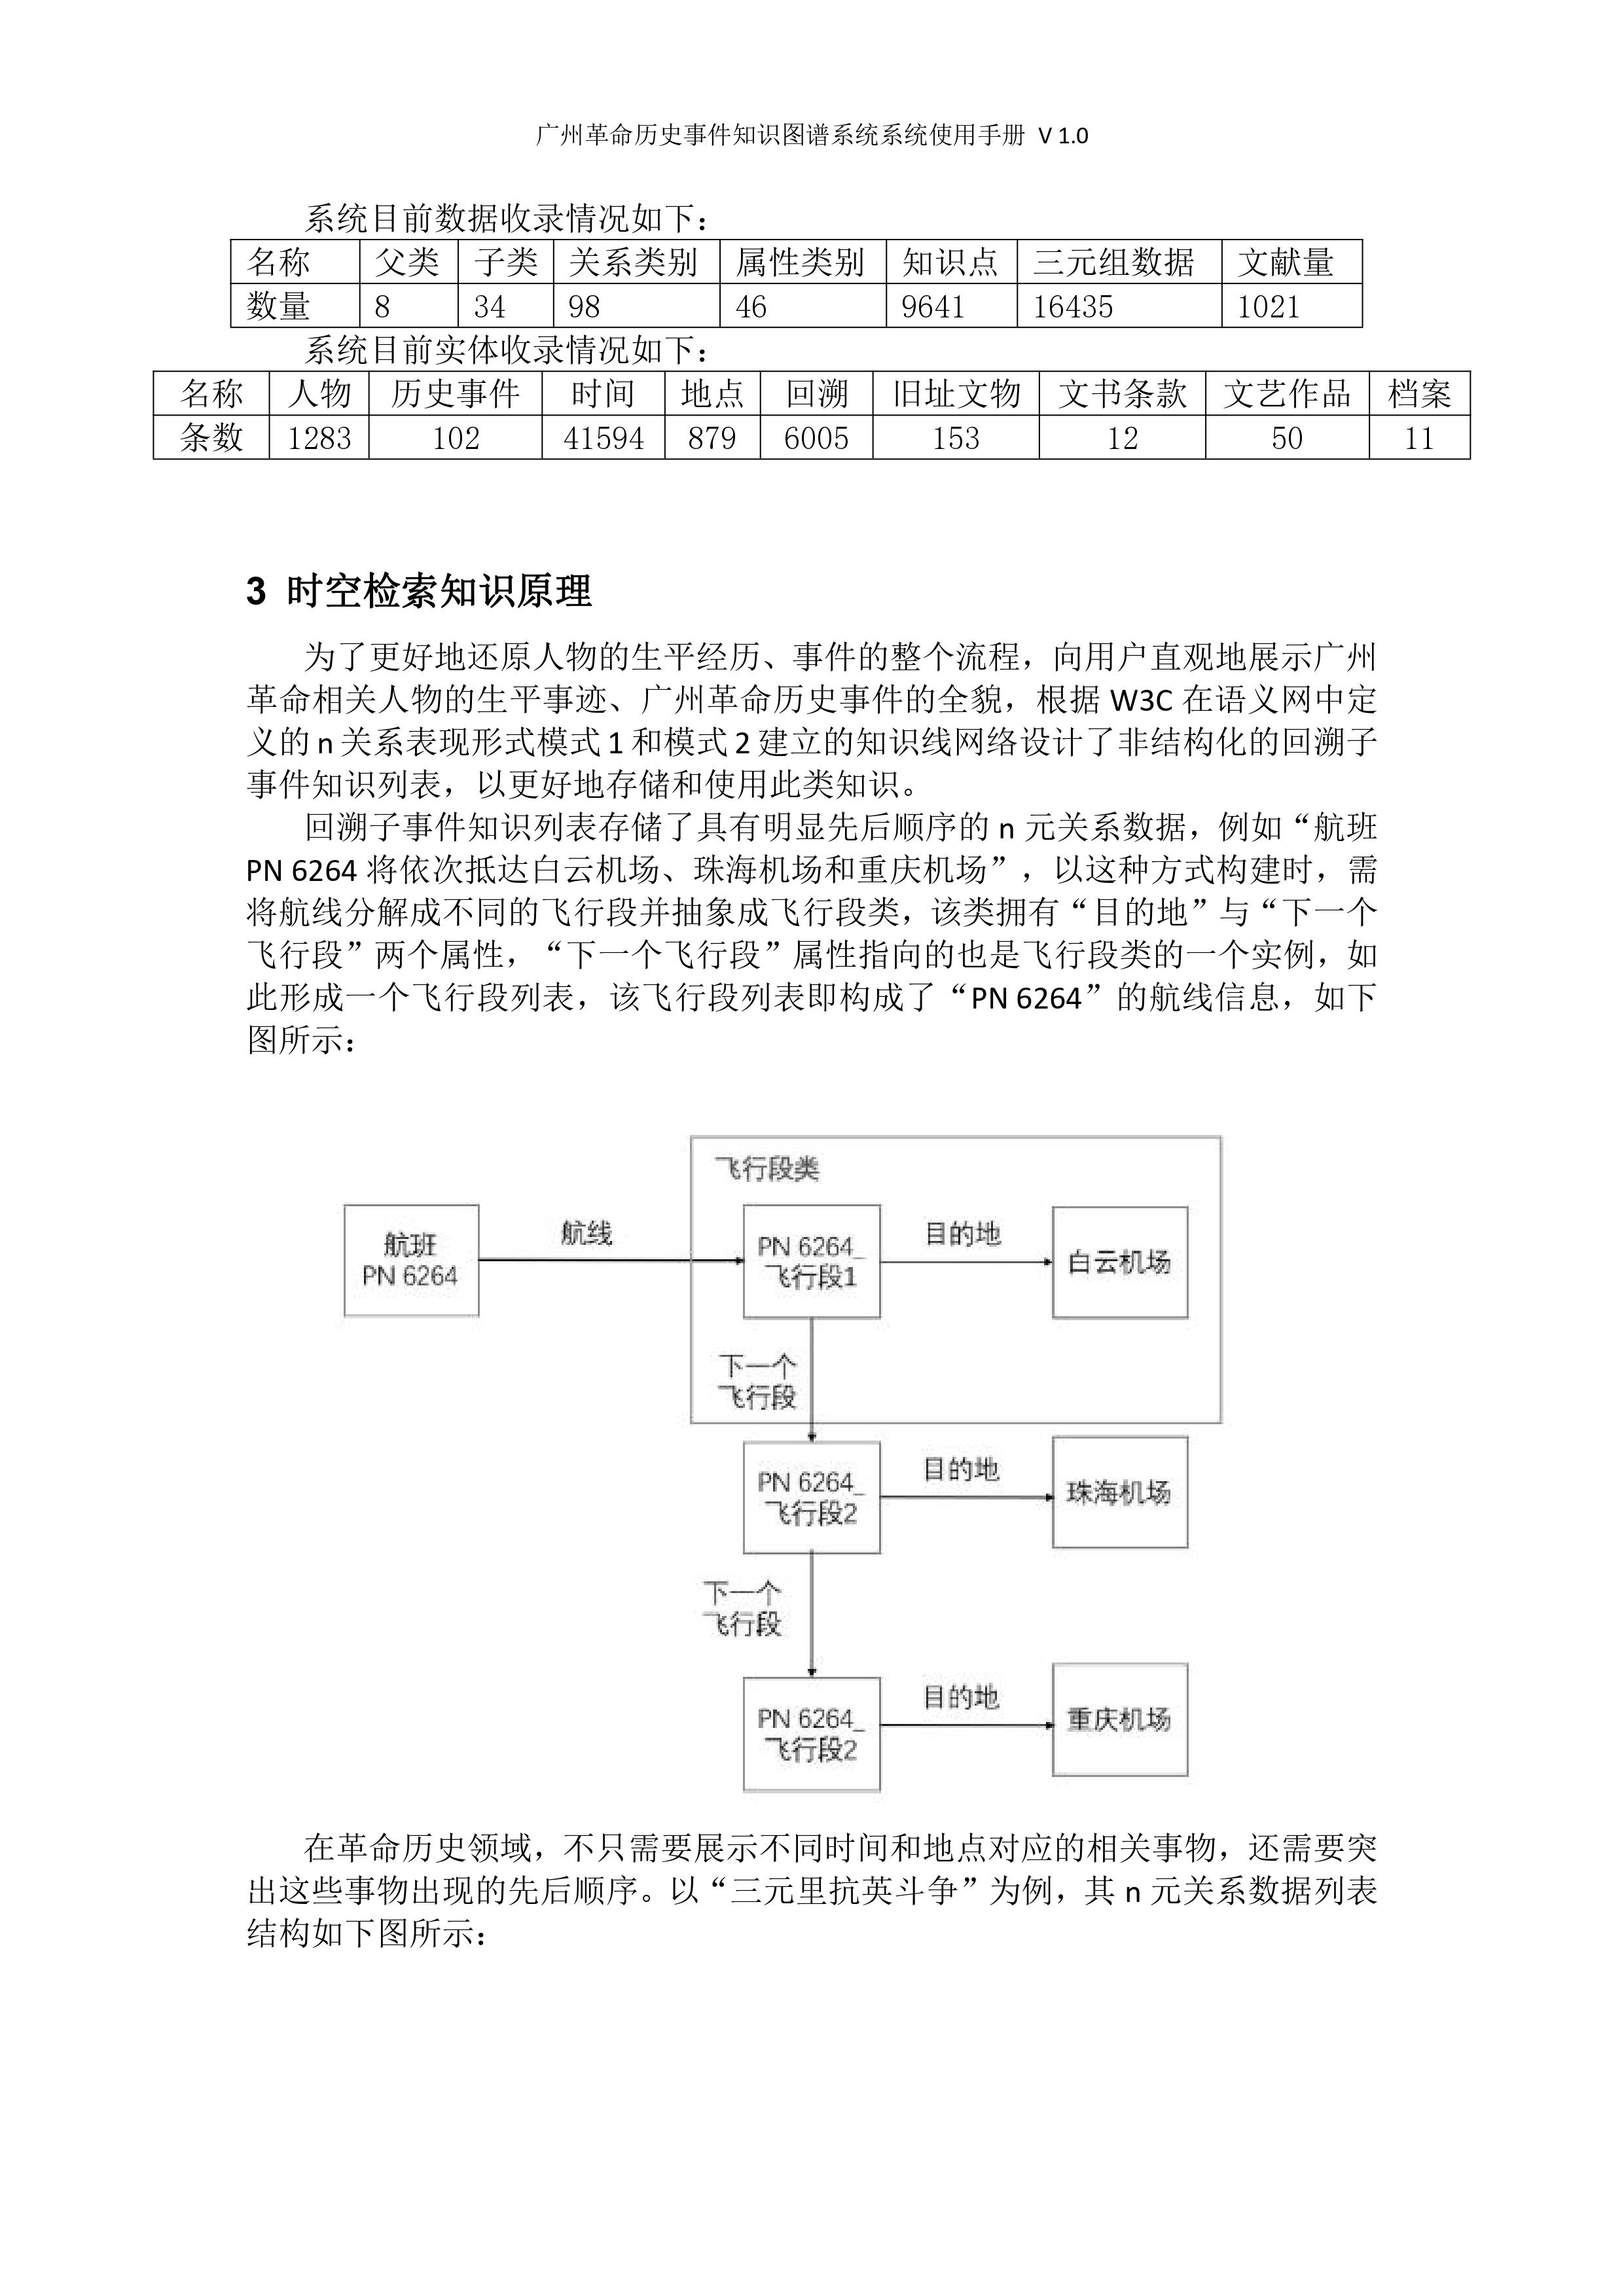 广州革命历史事件知识图谱系统系统使用手册 V 1.0
系统目前数据收录情况如下：
名称 父类 子类 关系类别 属性类别 知识点 三元组数据 文献量
数量 8 34 98 46 9641 16435 1021
系统目前实体收录情况如下：
名称 人物 历史事件 时间 地点 回溯 旧址文物 文书条款 文艺作品 档案
条数 1283 102 41594 879 6005 153 12 50 11
3 时空检索知识原理
为了更好地还原人物的生平经历、事件的整个流程，向用户直观地展示广州
革命相关人物的生平事迹、广州革命历史事件的全貌，根据 W3C 在语义网中定
义的 n 关系表现形式模式 1 和模式 2 建立的知识线网络设计了非结构化的回溯子
事件知识列表，以更好地存储和使用此类知识。
回溯子事件知识列表存储了具有明显先后顺序的 n 元关系数据，例如“航班
PN 6264 将依次抵达白云机场、珠海机场和重庆机场”，以这种方式构建时，需
将航线分解成不同的飞行段并抽象成飞行段类，该类拥有“目的地”与“下一个
飞行段”两个属性，“下一个飞行段”属性指向的也是飞行段类的一个实例，如
此形成一个飞行段列表，该飞行段列表即构成了“PN 6264”的航线信息，如下
图所示：
飞行段类
航班
PN 6264
航线
PN 6264_
飞行段1
目的地
白云机场
下一个
飞行段
PN 6264_
飞行段2
目的地
珠海机场
下一个
飞行段
PN 6264_
飞行段2
目的地
重庆机场
在革命历史领域，不只需要展示不同时间和地点对应的相关事物，还需要突
出这些事物出现的先后顺序。以“三元里抗英斗争”为例，其 n 元关系数据列表
结构如下图所示：